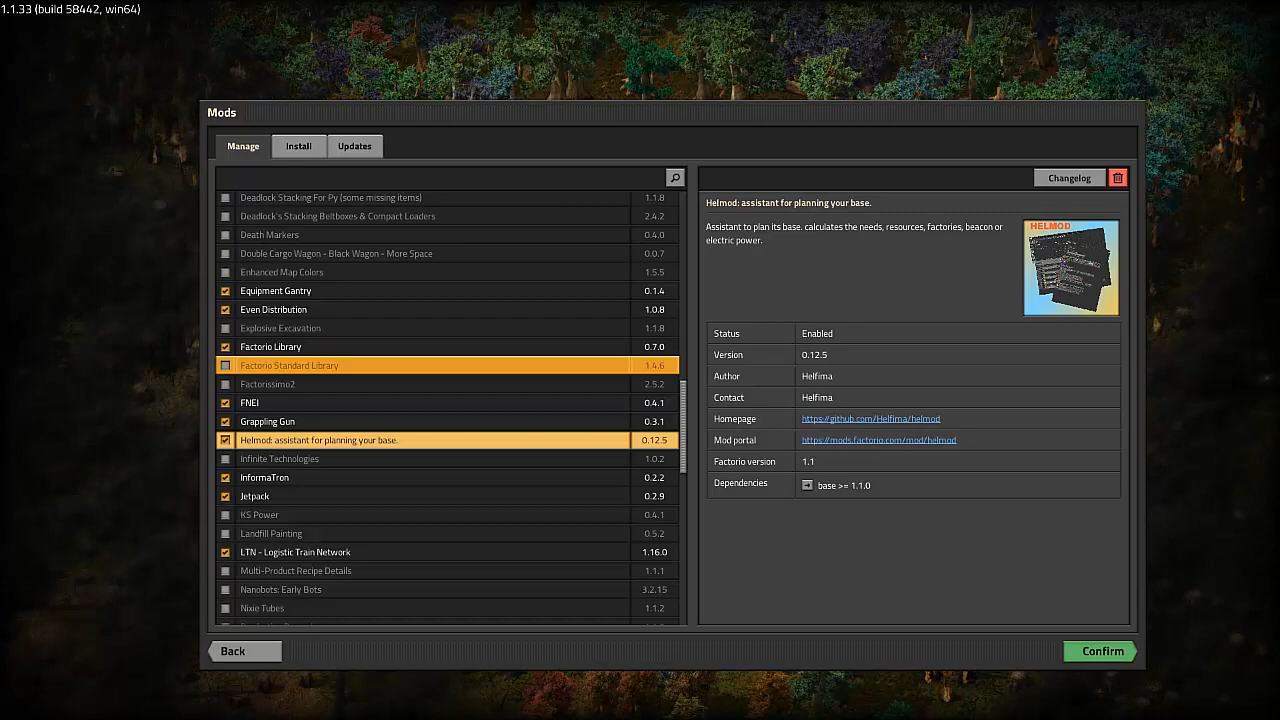 1.1.33 (build 58442, win64)
Mods
Manage Install Updates
Changelog
Deadlock Stacking For Py (some missing items) 1.1.8
Deadlock's Stacking Beltboxes & Compact Loaders 2.4.2
Death Markers 0.4.0
Double Cargo Wagon - Black Wagon - More Space 0.0.7
Enhanced Map Colors 1.5.5
Equipment Gantry 0.1.4
Even Distribution 1.0.8
Explosive Excavation 1.1.8
Factorio Library 0.7.0
Factorio Standard Library 1.4.6
Factorissimo2 2.5.2
FNEI 0.4.1
Grappling Gun 0.3.1
Helmod: assistant for planning your base. 0.12.5
Infinite Technologies 1.0.2
InformaTron 0.2.2
Jetpack 0.2.9
KS Power 0.4.1
Landfill Painting 0.5.2
LTN - Logistic Train Network 1.16.0
Multi-Product Recipe Details 1.1.1
Nanobots: Early Bots 3.2.15
Nixie Tubes 1.1.2
Helmod: assistant for planning your base.
Assistant to plan its base. calculates the needs, resources, factories, beacon or
electric power.
HELMOD
Status Enabled
Version 0.12.5
Author Helfima
Contact Helfima
Homepage https://github.com/Helfima/helmod
Mod portal https://mods.factorio.com/mod/helmod
Factorio version 1.1
Dependencies base >= 1.1.0
Back
Confirm